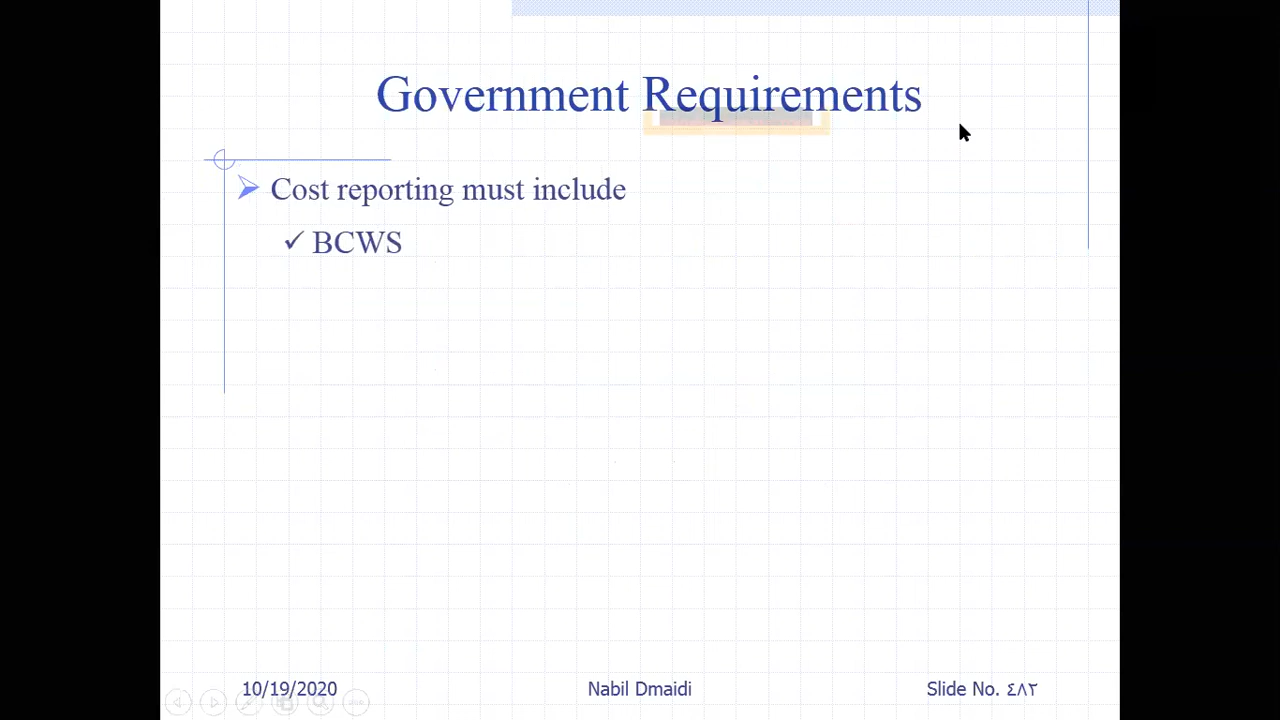 Government Requirements
Cost reporting must include
BCWS
10/19/2020
Nabil Dmaidi
Slide No. ٤٨٢